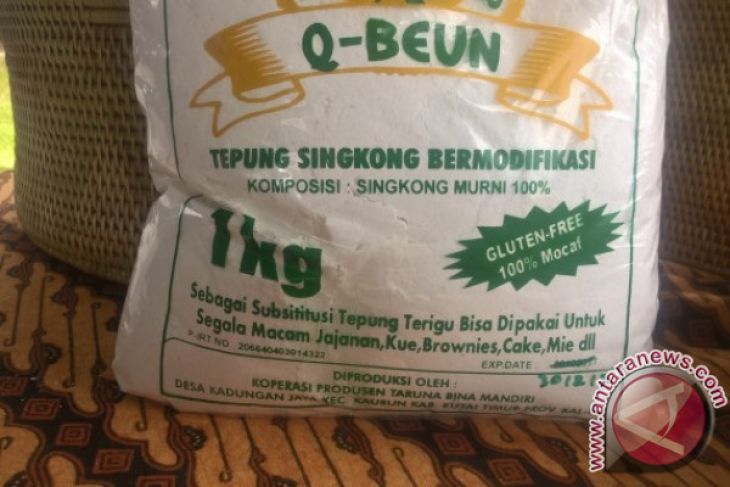 Q-BEUN
TEPUNG SINGKONG BERMODIFIKASI
KOMPOSISI : SINGKONG MURNI 100%
1kg
GLUTEN-FREE
100% Mocaf
Sebagai Subsititusi Tepung Terigu Bisa Dipakai Untuk
Segala Macam Jajanan,Kue,Brownies,Cake,Mie dll
P-IRT NO. 206640403014322
EXP.DATE
DIPRODUKSI OLEH :
KOPERASI PRODUSEN TARUNA BINA MANDIRI
DESA KADUNGAN JAYA KEC. KAUBUN KAB. KUTAI TIMUR PROV. KAL
www.antaranews.com